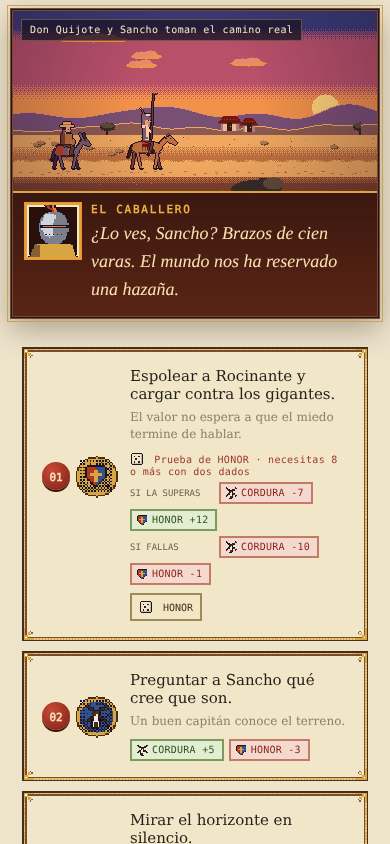 Don Quijote y Sancho toman el camino real
EL CABALLERO
¿Lo ves, Sancho? Brazos de cien
varas. El mundo nos ha reservado
una hazaña.
Espolear a Rocinante y
cargar contra los gigantes.
El valor no espera a que el miedo
termine de hablar.
01
Prueba de HONOR · necesitas 8
o más con dos dados
SI LA SUPERAS
CORDURA -7
HONOR +12
SI FALLAS
CORDURA -10
HONOR -1
HONOR
Preguntar a Sancho qué
cree que son.
02
Un buen capitán conoce el terreno.
CORDURA +5
HONOR -3
Mirar el horizonte en
silencio.